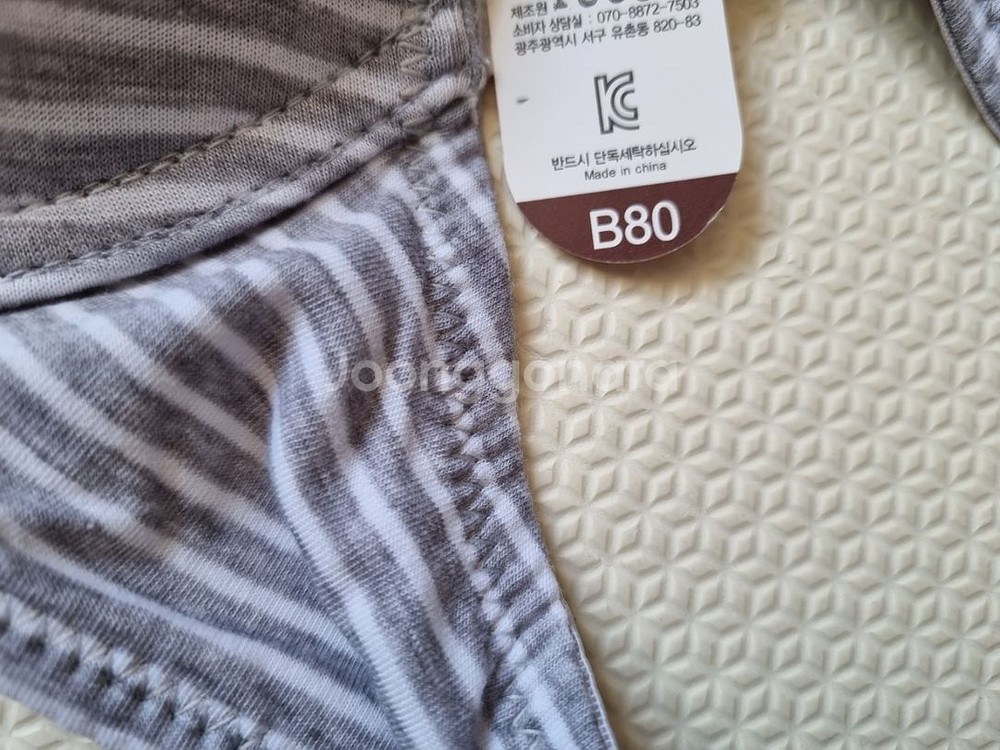 제조원
소비자 상담실 : 070-8872-7503
광주광역시 서구 유촌동 820-83
KC
반드시 단독세탁하십시오
Made in china
B80
Joonggonara